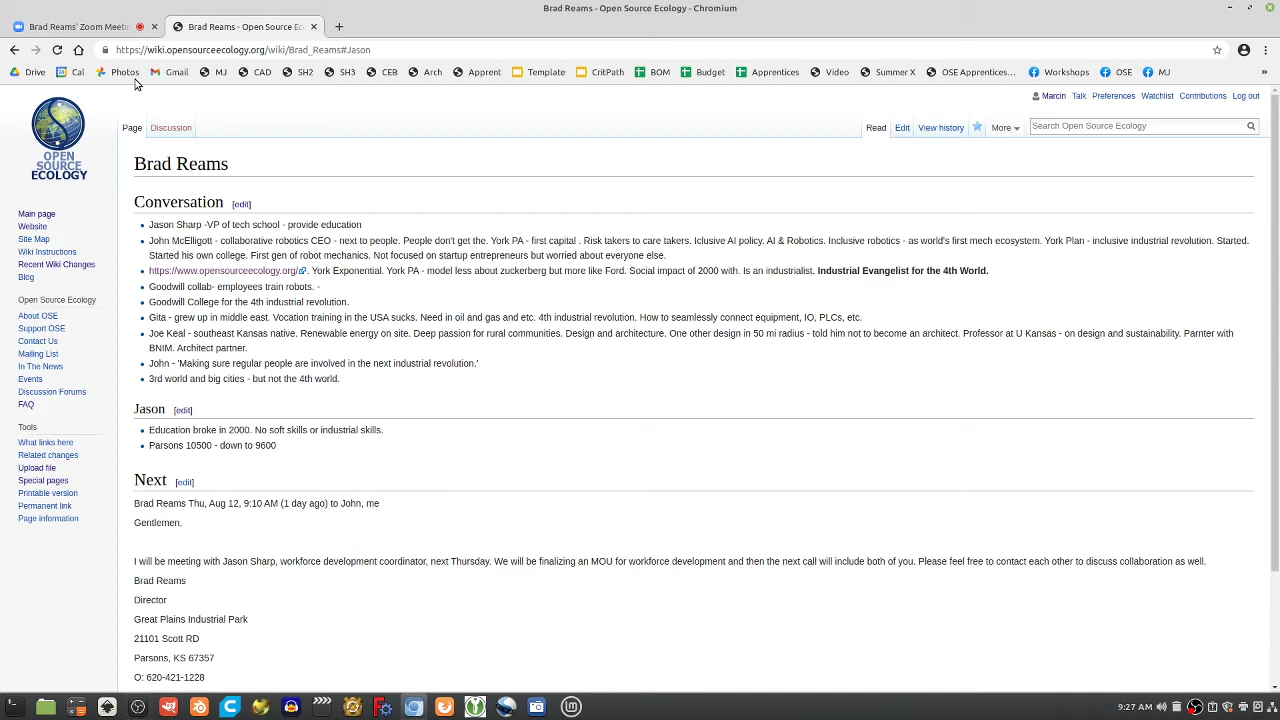 Brad Reams - Open Source Ecology - Chromium
Brad Reams' Zoom Meeti
Brad Reams - Open Source Ec
https://wiki.opensourceecology.org/wiki/Brad_Reams#Jason
Drive Cal Photos Gmail MJ CAD SH2 SH3 CEB Arch Apprent Template CritPath BOM Budget Apprentices Video Summer X OSE Apprentices... Workshops OSE MJ »
Marcin Talk Preferences Watchlist Contributions Log out
Page Discussion Read Edit View history More Search Open Source Ecology
OPEN
SOURCE
ECOLOGY
Main page
Website
Site Map
Wiki Instructions
Recent Wiki Changes
Blog
Open Source Ecology
About OSE
Support OSE
Contact Us
Mailing List
In The News
Events
Discussion Forums
FAQ
Tools
What links here
Related changes
Upload file
Special pages
Printable version
Permanent link
Page information
Brad Reams
Conversation [edit]
• Jason Sharp -VP of tech school - provide education
• John McElligott - collaborative robotics CEO - next to people. People don't get the. York PA - first capital . Risk takers to care takers. Iclusive AI plicy. AI & Robotics. Inclusive robotics - as world's first mech ecosystem. York Plan - inclusive industrial revolution. Started.
Started his own college. First gen of robot mechanics. Not focused on startup entrepreneurs but worried about everyone else.
• https://www.opensourceecology.org/. York Exponential. York PA - model less about zuckerberg but more like Ford. Social impact of 2000 with. Is an industrialist. Industrial Evangelist for the 4th World.
• Goodwill collab- employees train robots. -
• Goodwill College for the 4th industrial revolution.
• Gita - grew up in middle east. Vocation training in the USA sucks. Need in oil and gas and etc. 4th industrial revolution. How to seamlessly connect equipment, IO, PLCs, etc.
• Joe Keal - southeast Kansas native. Renewable energy on site. Deep passion for rural communities. Design and architecture. One other design in 50 mi radius - told him not to become an architect. Professor at U Kansas - on design and sustainability. Parnter with
BNIM. Architect partner.
• John - 'Making sure regular people are involved in the next industrial revolution.'
• 3rd world and big cities - but not the 4th world.
Jason [edit]
• Education broke in 2000. No soft skills or industrial skills.
• Parsons 10500 - down to 9600
Next [edit]
Brad Reams Thu, Aug 12, 9:10 AM (1 day ago) to John, me
Gentlemen,
I will be meeting with Jason Sharp, workforce development coordinator, next Thursday. We will be finalizing an MOU for workforce development and then the next call will include both of you. Please feel free to contact each other to discuss collaboration as well.
Brad Reams
Director
Great Plains Industrial Park
21101 Scott RD
Parsons, KS 67357
O: 620-421-1228
9:27 AM